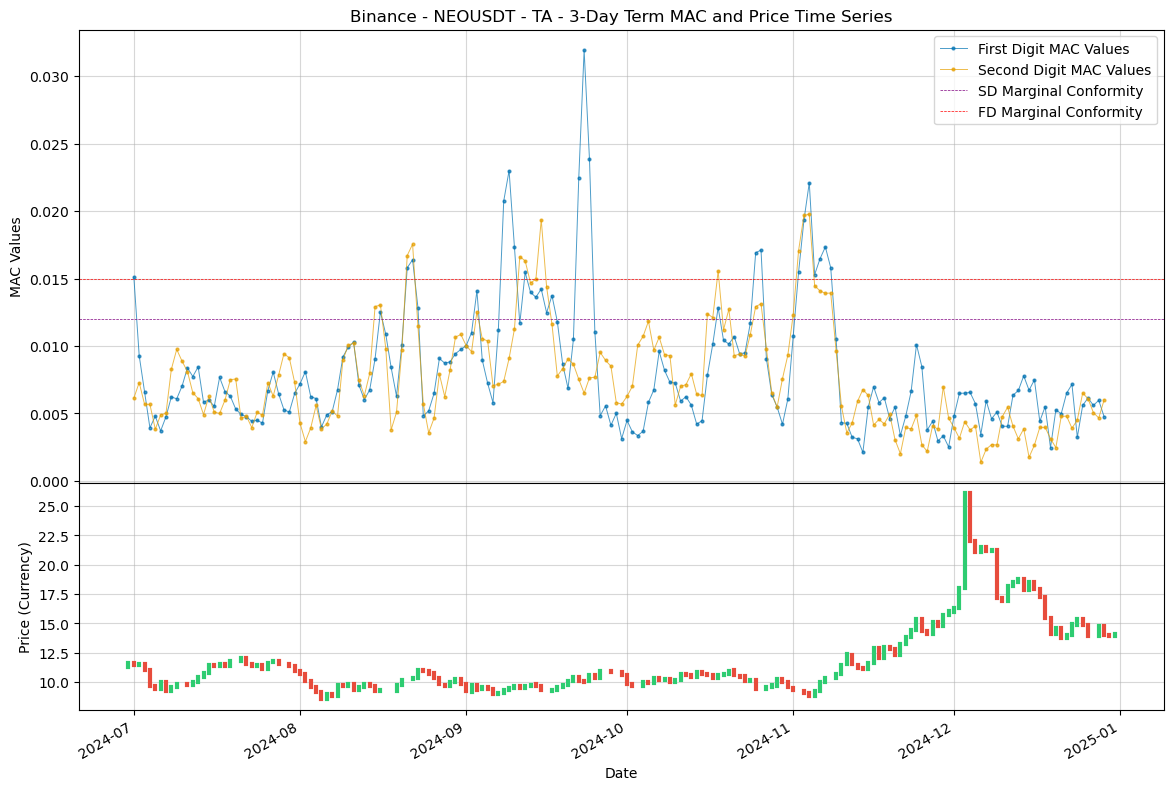 Binance - NEOUSDT - TA - 3-Day Term MAC and Price Time Series
First Digit MAC Values
Second Digit MAC Values
SD Marginal Conformity
FD Marginal Conformity
MAC Values
0.030
0.025
0.020
0.015
0.010
0.005
0.000
Price (Currency)
25.0
22.5
20.0
17.5
15.0
12.5
10.0
2024-07
2024-08
2024-09
2024-10
2024-11
2024-12
2025-01
Date